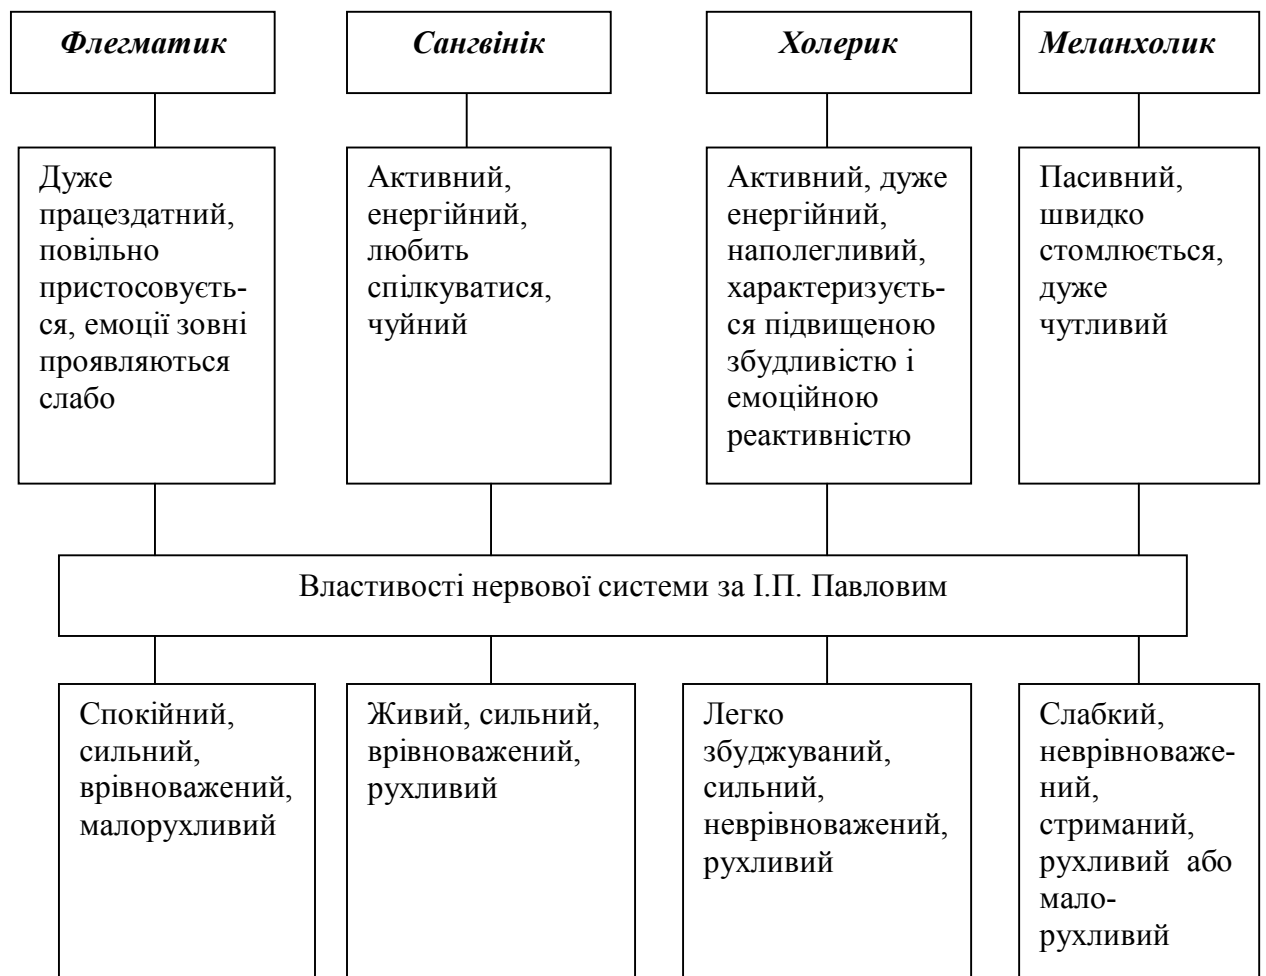 Флегматик
Сангвінік
Холерик
Меланхолик
Дуже
працездатний,
повільно
пристосовуєть-
ся, емоції зовні
проявляються
слабо
Активний,
енергійний,
любить
спілкуватися,
чуйний
Активний, дуже
енергійний,
наполегливий,
характеризуєть-
ся підвищеною
збудливістю і
емоційною
реактивністю
Пасивний,
швидко
стомлюється,
дуже
чутливий
Властивості нервової системи за І.П. Павловим
Спокійний,
сильний,
врівноважений,
малорухливий
Живий, сильний,
врівноважений,
рухливий
Легко
збуджуваний,
сильний,
неврівноважений,
рухливий
Слабкий,
неврівноваже-
ний,
стриманий,
рухливий або
мало-
рухливий